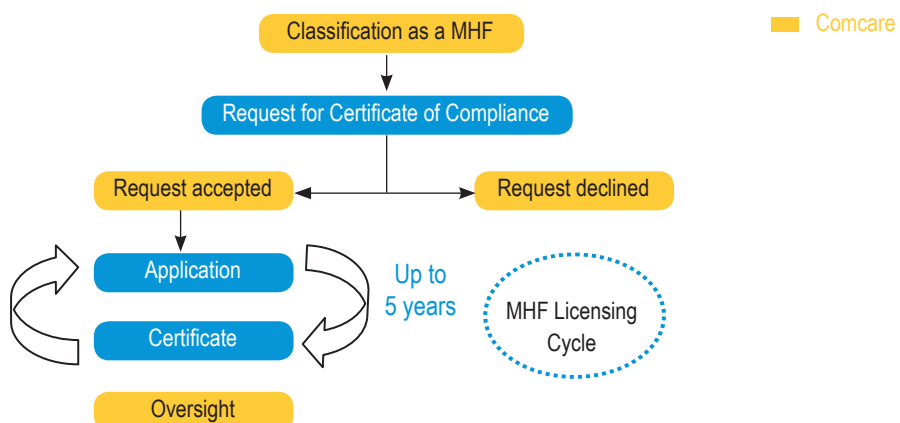 Classification as a MHF
Comcare
Request for Certificate of Compliance
Request accepted
Request declined
Application
Up to
5 years
MHF Licensing
Cycle
Certificate
Oversight